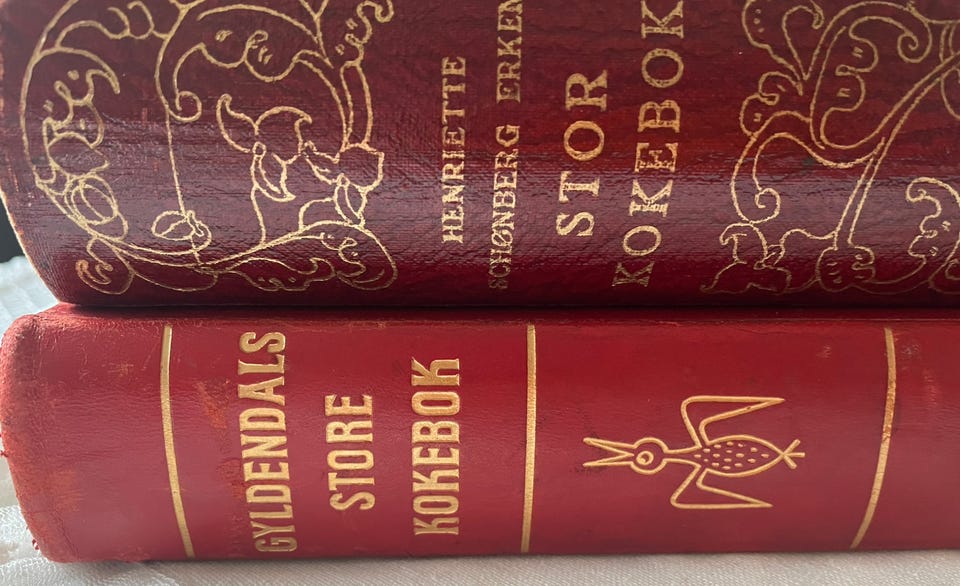 HENRIETTE
SCHØNBERG ERKEN
STOR
KOKEBOK
GYLDENDALS
STORE
KOKEBOK